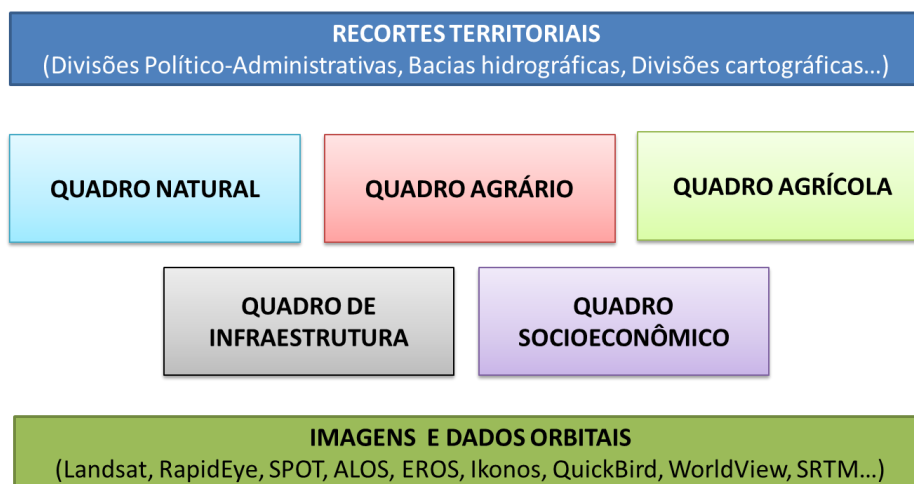 RECORTES TERRITORIAIS
(Divisões Político-Administrativas, Bacias hidrográficas, Divisões cartográficas...)
QUADRO NATURAL
QUADRO AGRÁRIO
QUADRO AGRÍCOLA
QUADRO DE
INFRAESTRUTURA
QUADRO
SOCIOECONÔMICO
IMAGENS E DADOS ORBITAIS
(Landsat, RapidEye, SPOT, ALOS, EROS, Ikonos, QuickBird, WorldView, SRTM...)